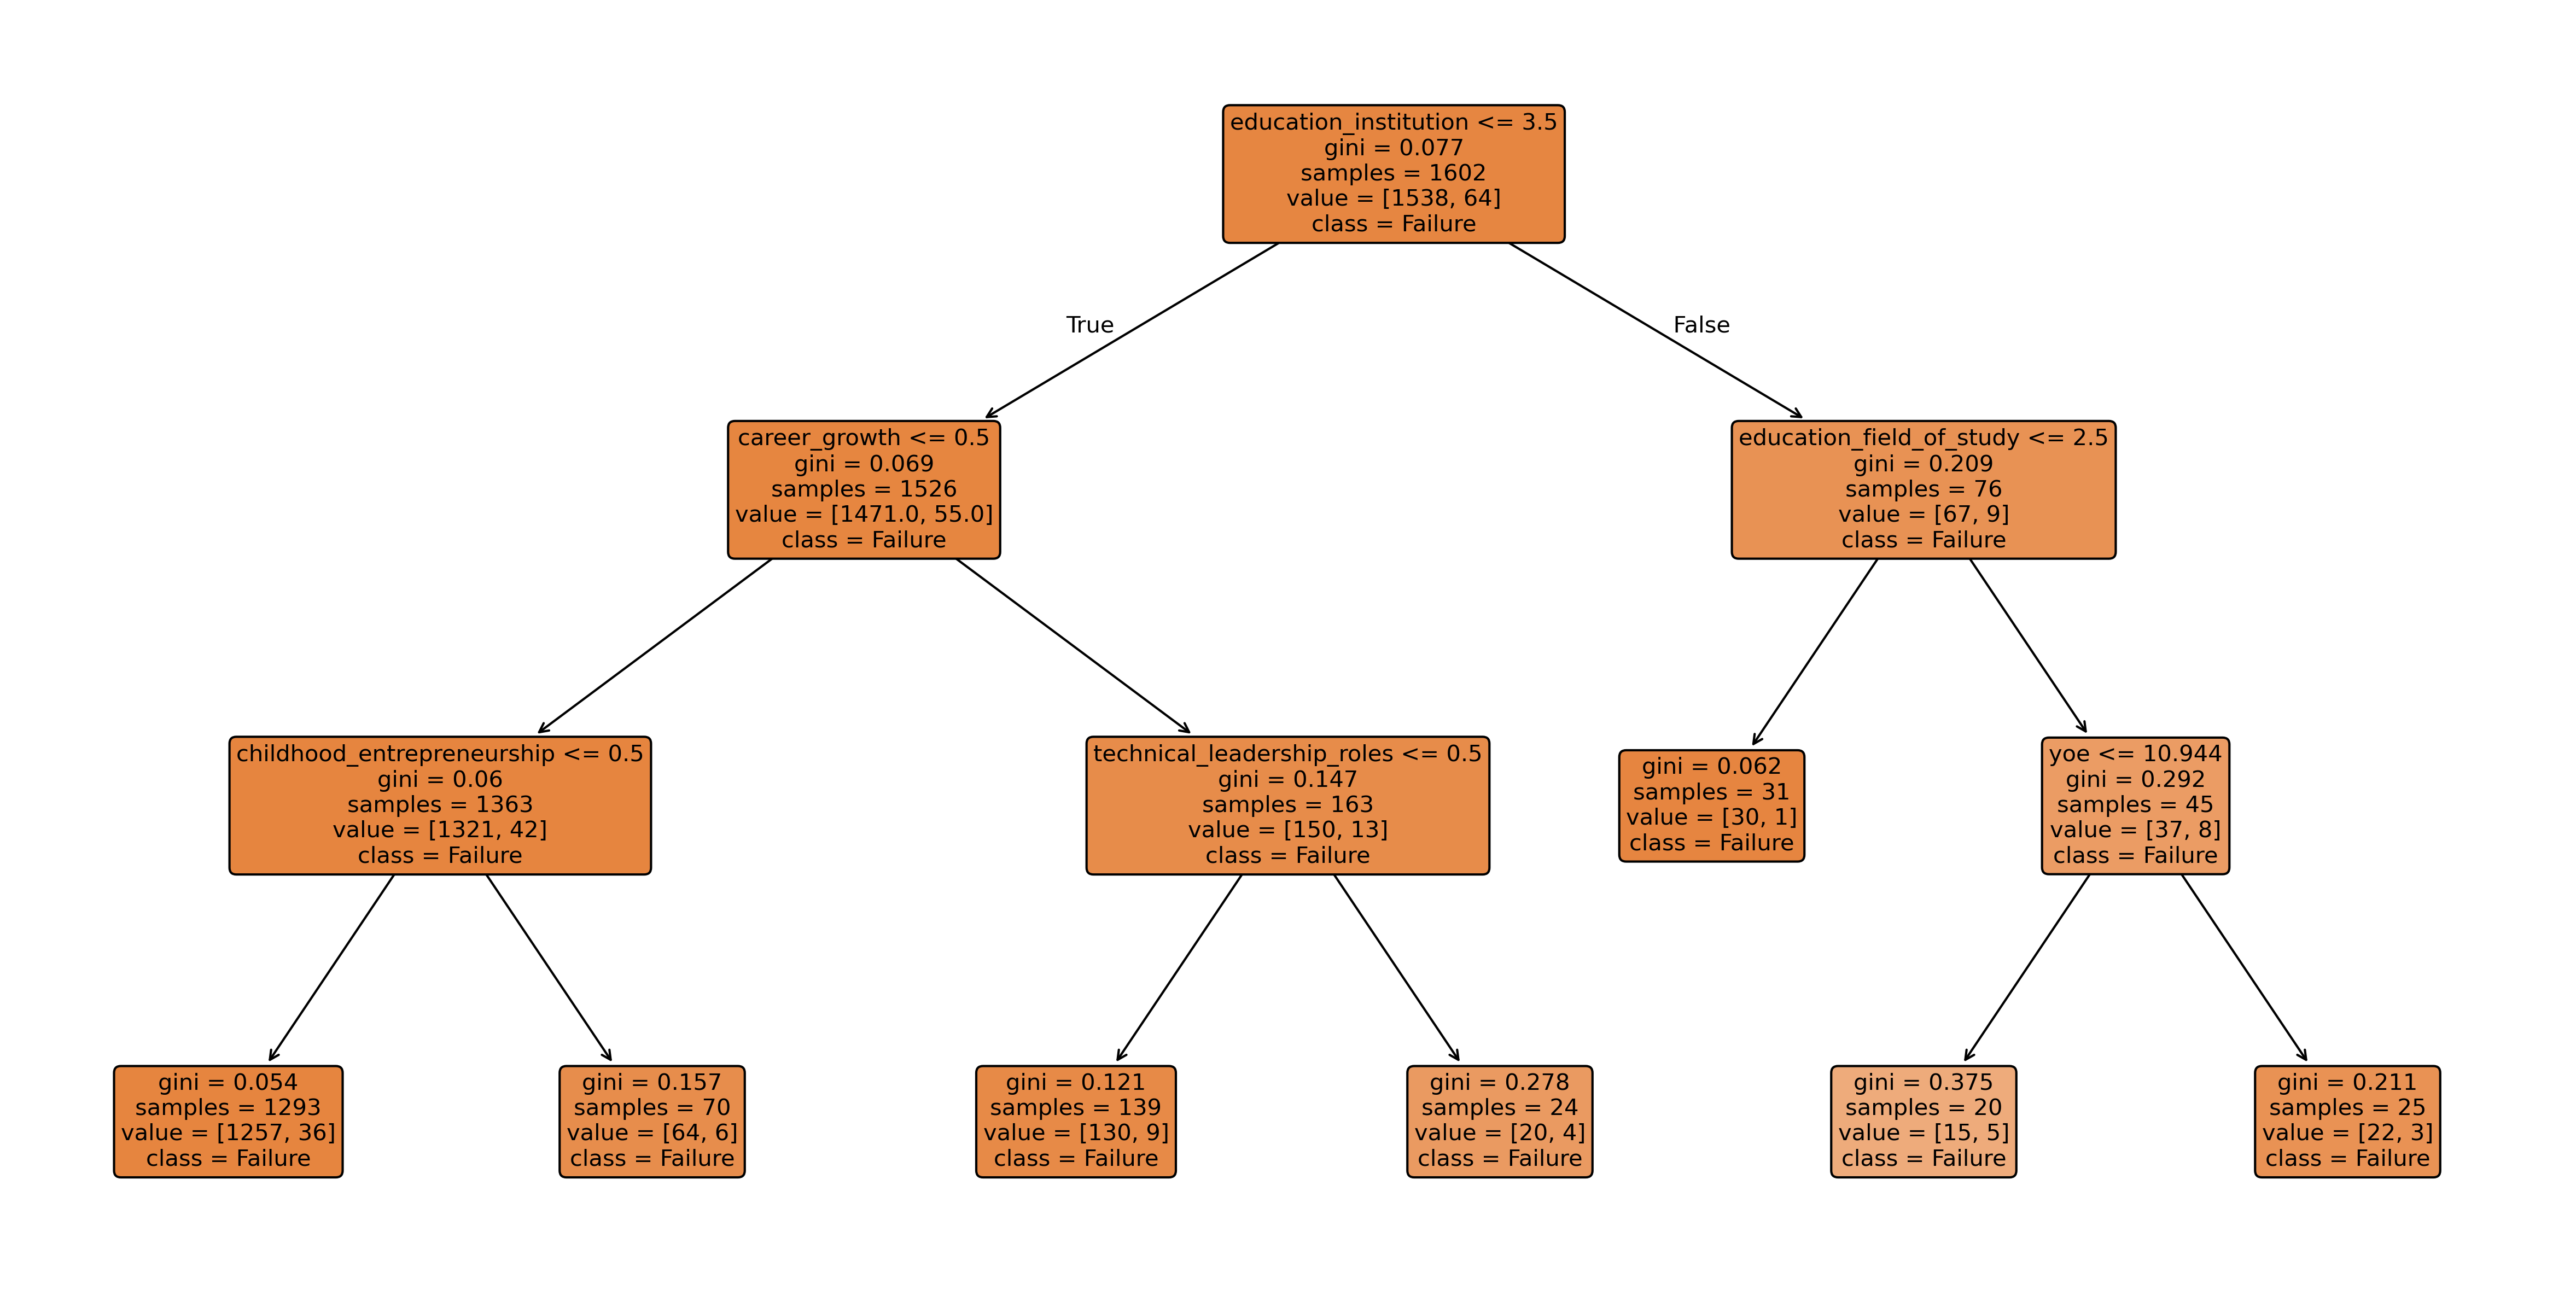 education_institution <= 3.5
gini = 0.077
samples = 1602
value = [1538, 64]
class = Failure
True
False
career_growth <= 0.5
gini = 0.069
samples = 1526
value = [1471.0, 55.0]
class = Failure
education_field_of_study <= 2.5
gini = 0.209
samples = 76
value = [67, 9]
class = Failure
childhood_entrepreneurship <= 0.5
gini = 0.06
samples = 1363
value = [1321, 42]
class = Failure
technical_leadership_roles <= 0.5
gini = 0.147
samples = 163
value = [150, 13]
class = Failure
gini = 0.062
samples = 31
value = [30, 1]
class = Failure
yoe <= 10.944
gini = 0.292
samples = 45
value = [37, 8]
class = Failure
gini = 0.054
samples = 1293
value = [1257, 36]
class = Failure
gini = 0.157
samples = 70
value = [64, 6]
class = Failure
gini = 0.121
samples = 139
value = [130, 9]
class = Failure
gini = 0.278
samples = 24
value = [20, 4]
class = Failure
gini = 0.375
samples = 20
value = [15, 5]
class = Failure
gini = 0.211
samples = 25
value = [22, 3]
class = Failure